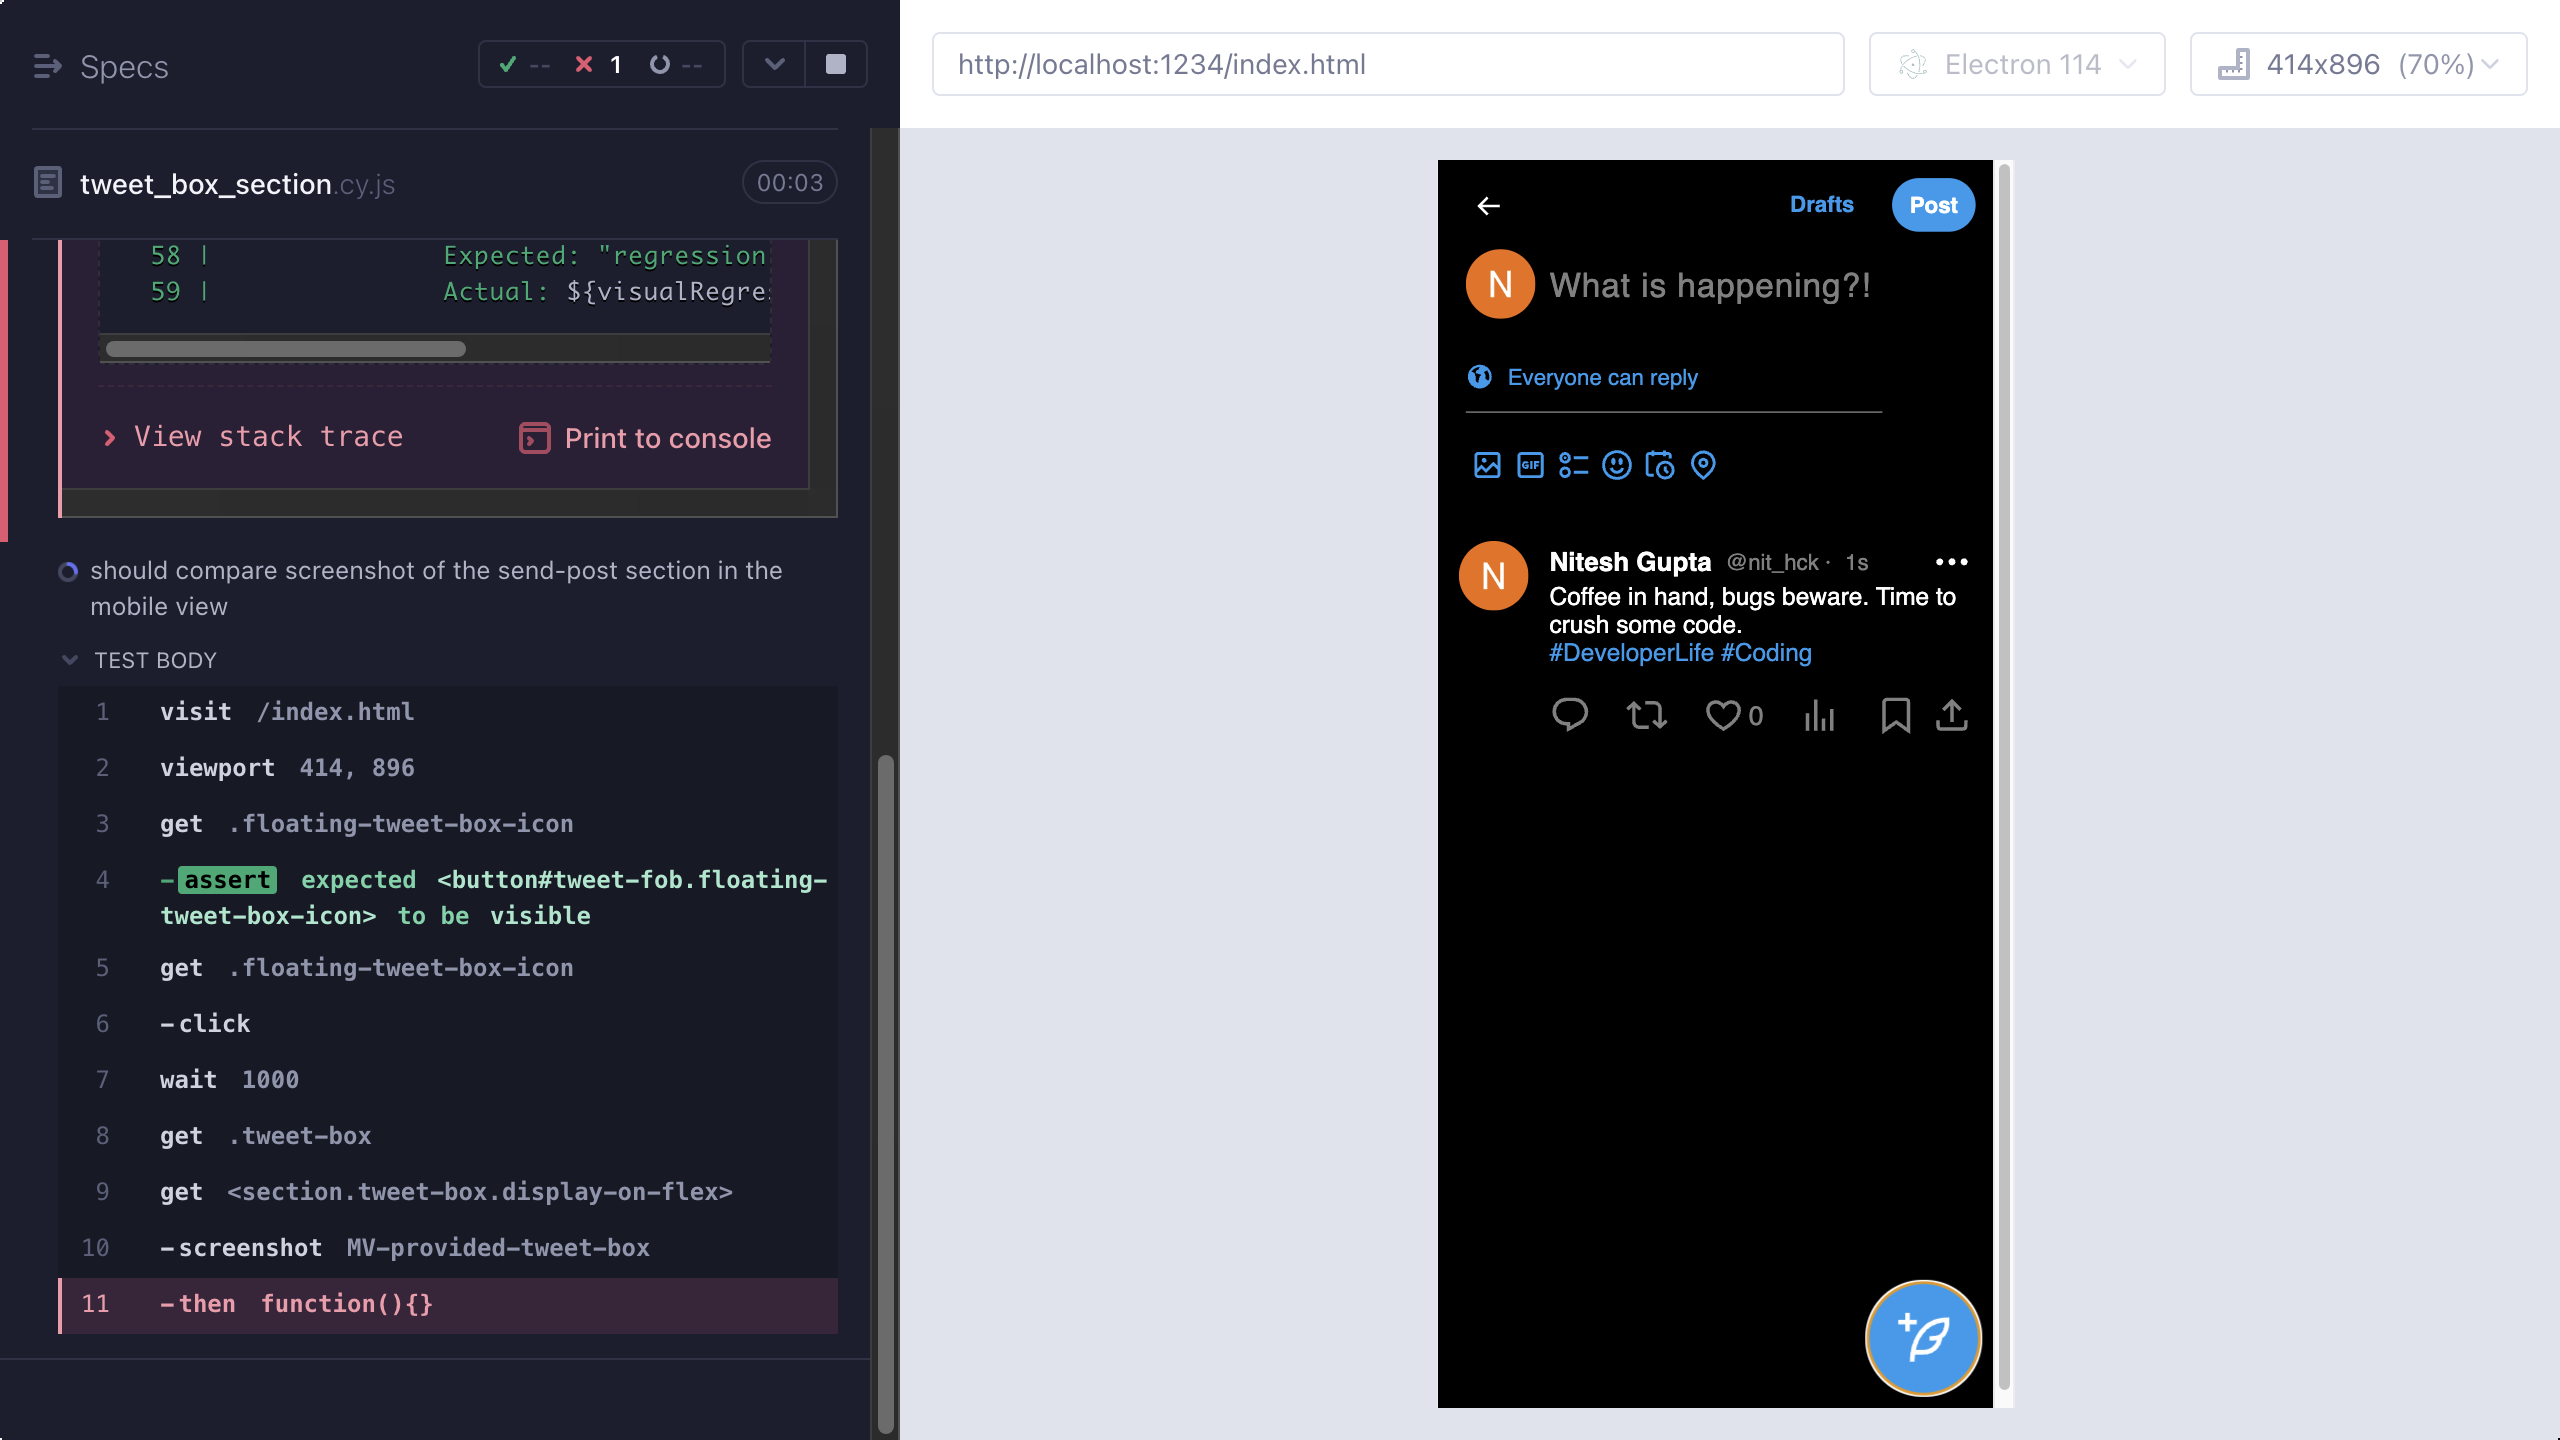 Specs
-- 1 --
tweet_box_section.cy.js
00:03
58 | Expected: "regression
59 | Actual: ${visualRegre
View stack trace
Print to console
should compare screenshot of the send-post section in the
mobile view
TEST BODY
1 visit /index.html
2 viewport 414, 896
3 get .floating-tweet-box-icon
4 -assert expected <button#tweet-fob.floating-
tweet-box-icon> to be visible
5 get .floating-tweet-box-icon
6 -click
7 wait 1000
8 get .tweet-box
9 get <section.tweet-box.display-on-flex>
10 -screenshot MV-provided-tweet-box
11 -then function(){}
http://localhost:1234/index.html
Electron 114
414x896 (70%)
Drafts
Post
N
What is happening?!
Everyone can reply
GIF
N
Nitesh Gupta @nit_hck · 1s
Coffee in hand, bugs beware. Time to
crush some code.
#DeveloperLife #Coding
0